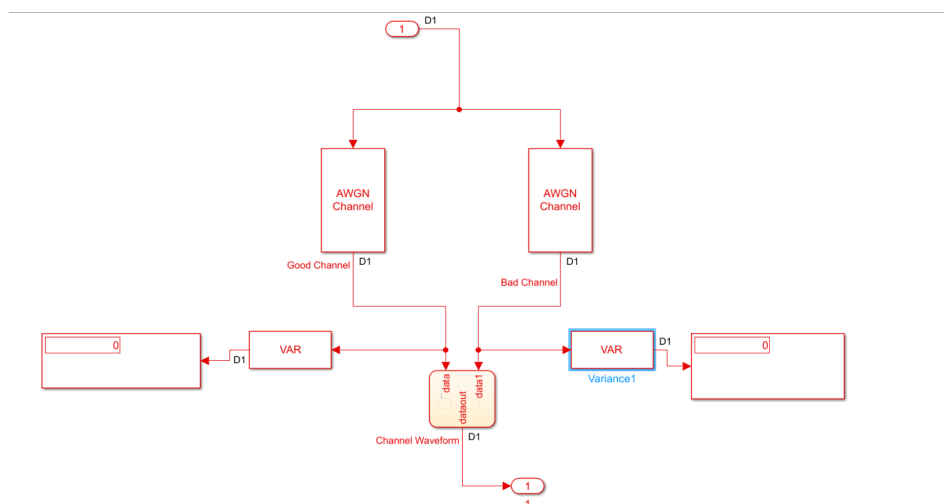 D1
1
AWGN
Channel
AWGN
Channel
Good Channel
D1
Bad Channel
D1
0
D1
VAR
VAR
D1
0
Variance1
data
dataout
data1
Channel Waveform
D1
1
1